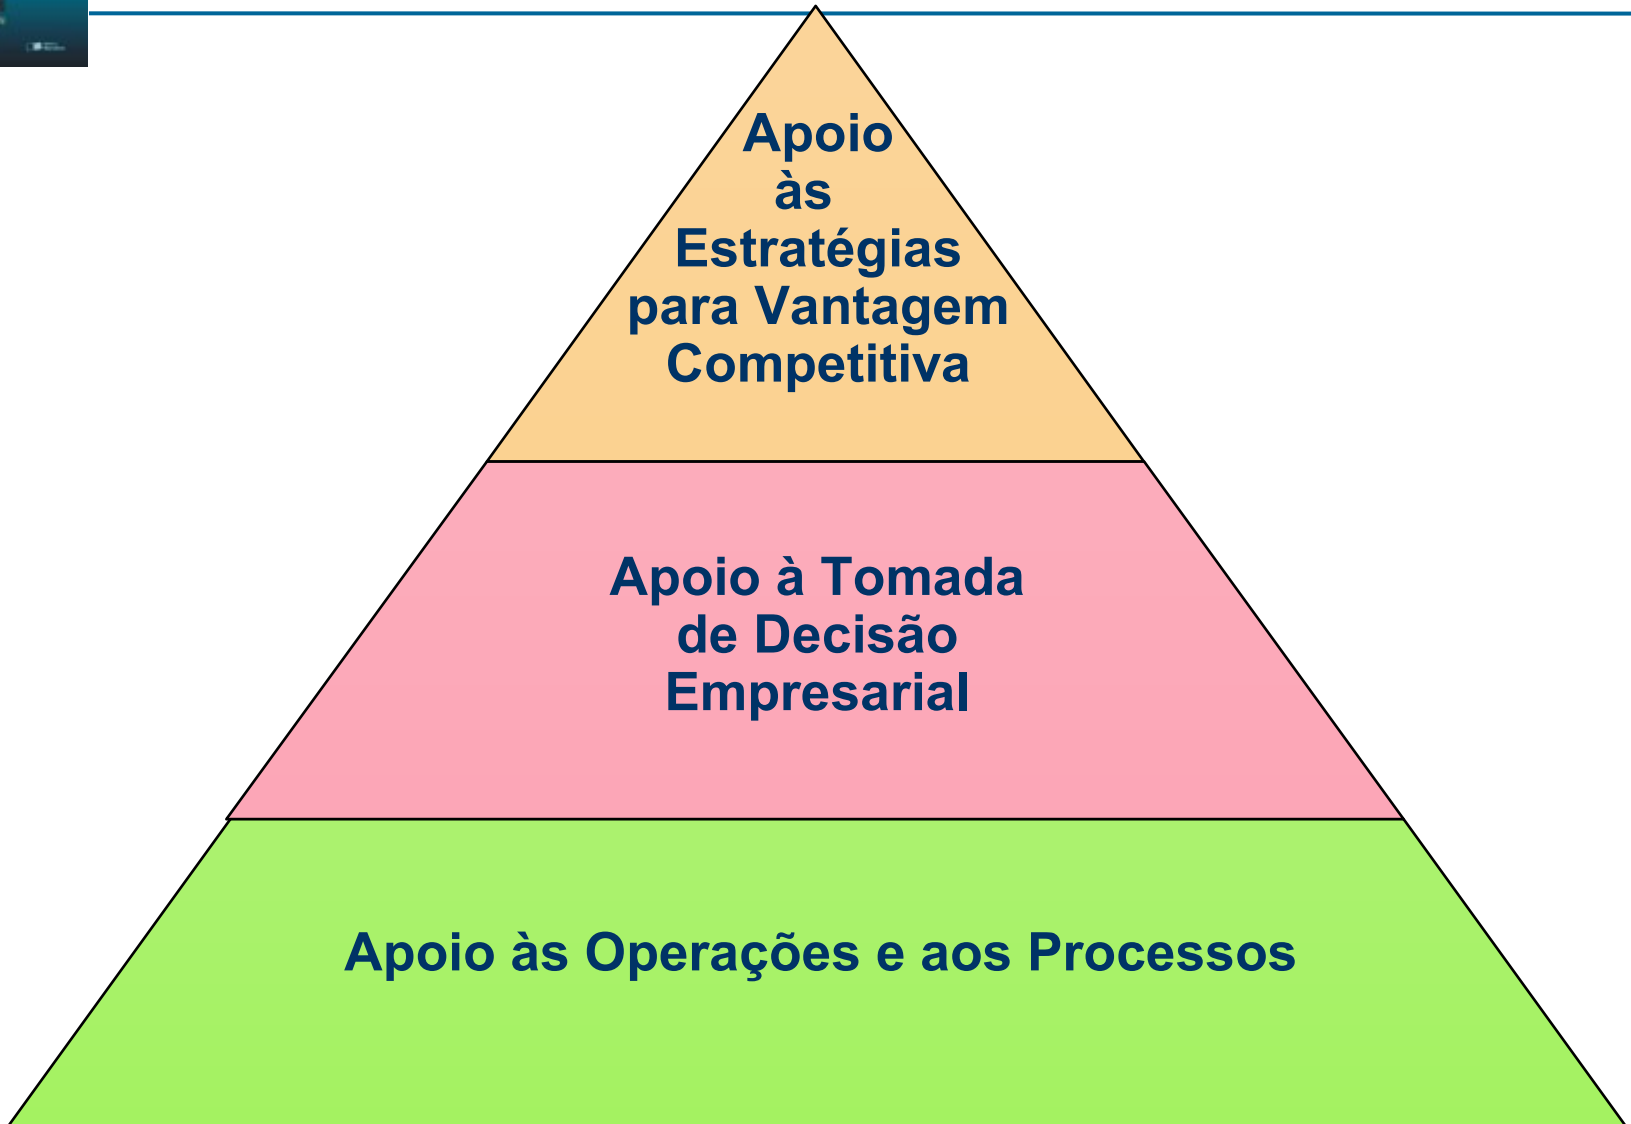 Apoio
às
Estratégias
para Vantagem
Competitiva
Apoio à Tomada
de Decisão
Empresarial
Apoio às Operações e aos Processos